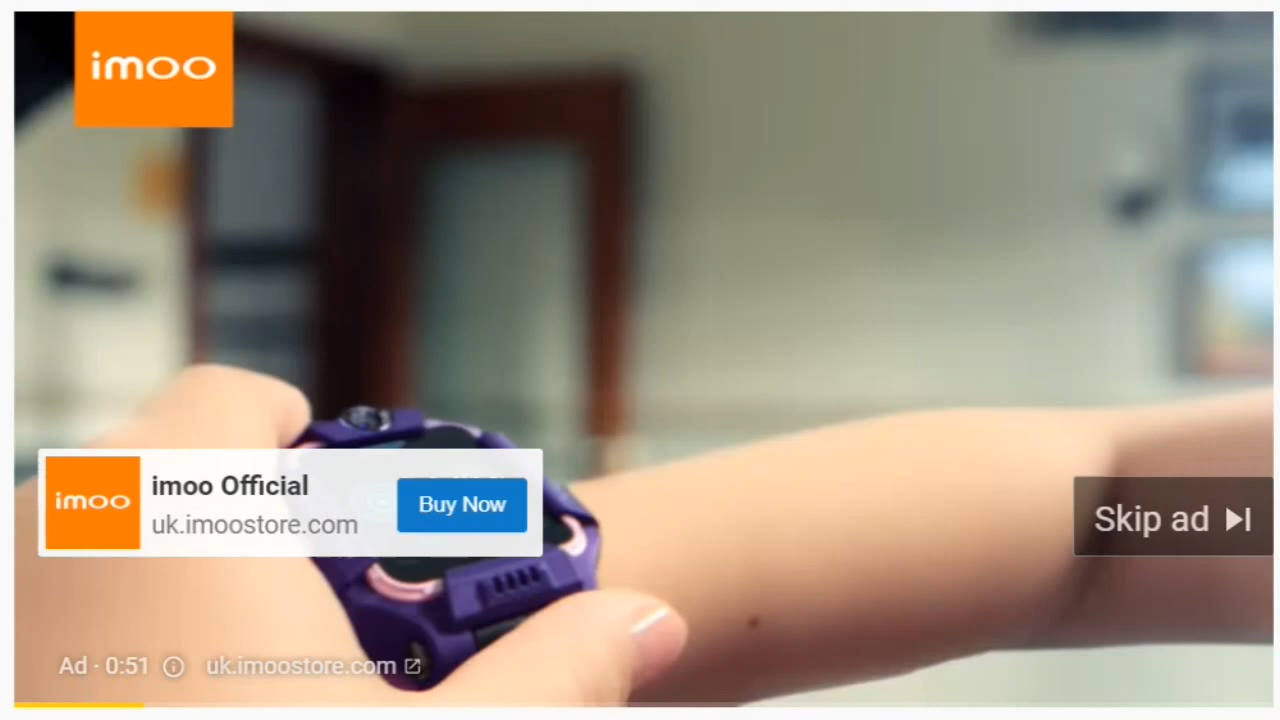 imoo
imoo
imoo Official
uk.imoostore.com
Buy Now
Skip ad
Ad · 0:51
uk.imoostore.com